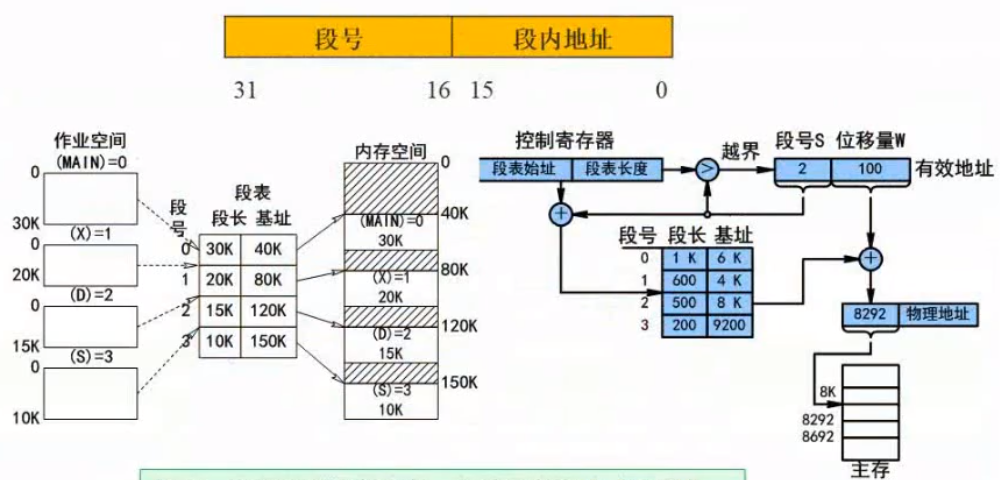 段号 段内地址
31 16 15 0
作业空间
(MAIN)=0
0
30K
(X)=1
0
20K
(D)=2
0
15K
(S)=3
0
10K
段表
段号 段长 基址
0 30K 40K
1 20K 80K
2 15K 120K
3 10K 150K
内存空间
0
40K
(MAIN)=0
30K
80K
(X)=1
20K
120K
(D)=2
15K
150K
(S)=3
10K
控制寄存器
段表始址 段表长度
>
越界
段号S 位移量W
2 100 有效地址
+
段号 段长 基址
0 1 K 6 K
1 600 4 K
2 500 8 K
3 200 9200
+
8292 物理地址
8K
8292
8692
主存